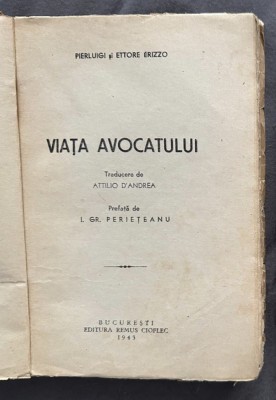 PIERLUIGI și ETTORE ERIZZO
VIAȚA AVOCATULUI
Traducere de
ATTILIO D'ANDREA
Prefață de
I. GR. PERIEȚEANU
BUCUREȘTI
EDITURA REMUS CIOFLEC
1943